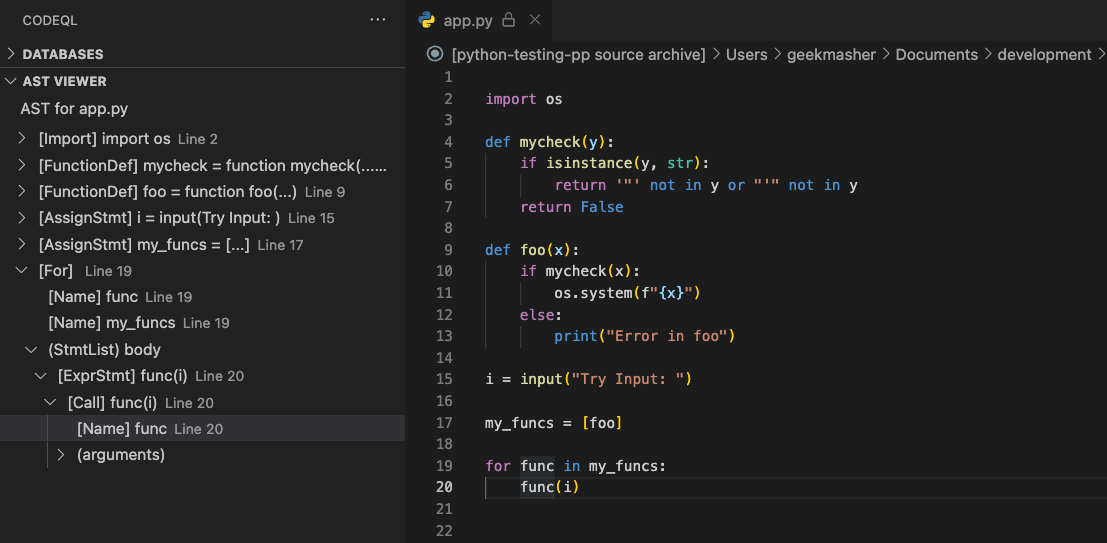 CODEQL ...
DATABASES
AST VIEWER
AST for app.py
[Import] import os Line 2
[FunctionDef] mycheck = function mycheck(......
[FunctionDef] foo = function foo(...) Line 9
[AssignStmt] i = input(Try Input: ) Line 15
[AssignStmt] my_funcs = [...] Line 17
[For] Line 19
[Name] func Line 19
[Name] my_funcs Line 19
(StmtList) body
[ExprStmt] func(i) Line 20
[Call] func(i) Line 20
[Name] func Line 20
(arguments)
app.py
[python-testing-pp source archive] > Users > geekmasher > Documents > development >
1
2 import os
3
4 def mycheck(y):
5     if isinstance(y, str):
6         return '"' not in y or "'" not in y
7     return False
8
9 def foo(x):
10     if mycheck(x):
11         os.system(f"{x}")
12     else:
13         print("Error in foo")
14
15 i = input("Try Input: ")
16
17 my_funcs = [foo]
18
19 for func in my_funcs:
20     func(i)
21
22